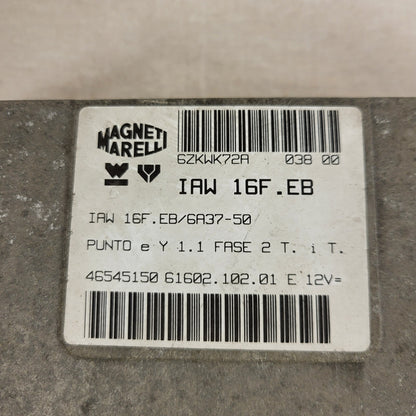 MAGNETI
MARELLI
6ZKWK72A 038 00
IAW 16F.EB
IAW 16F.EB/6A37-50
PUNTO e Y 1.1 FASE 2 T. i T.
46545150 61602.102.01 E 12V=